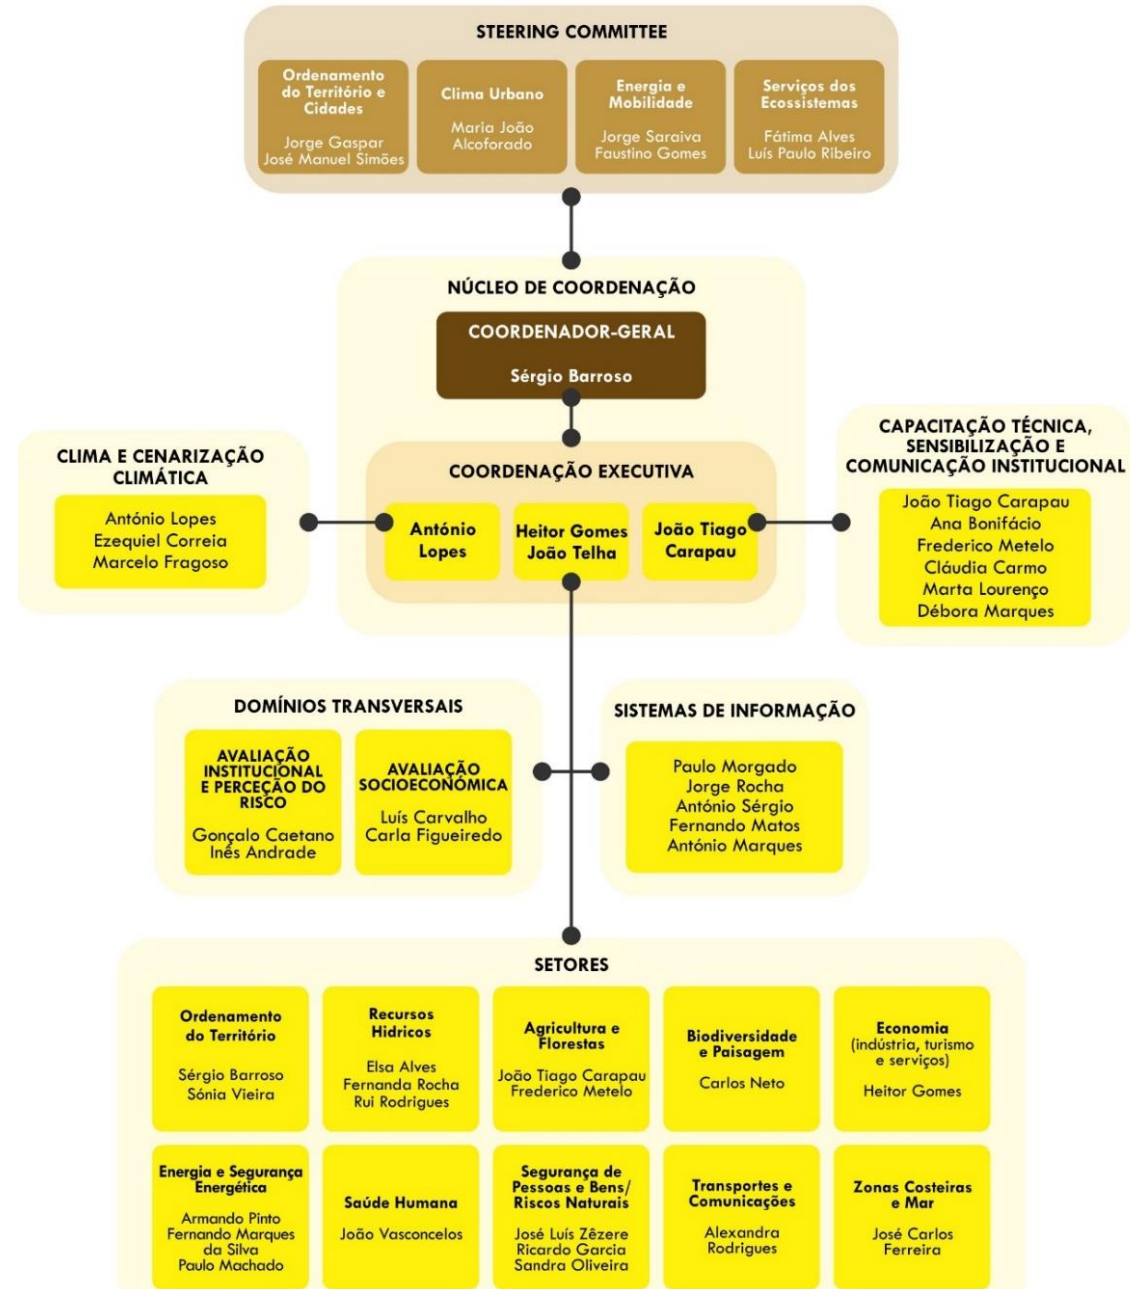 STEERING COMMITTEE
Ordenamento
do Território e
Cidades
Jorge Gaspar
José Manuel Simões
Clima Urbano
Maria João
Alcoforado
Energia e
Mobilidade
Jorge Saraiva
Faustino Gomes
Serviços dos
Ecossistemas
Fátima Alves
Luís Paulo Ribeiro
NÚCLEO DE COORDENAÇÃO
COORDENADOR-GERAL
Sérgio Barroso
CLIMA E CENARIZAÇÃO
CLIMÁTICA
António Lopes
Ezequiel Correia
Marcelo Fragoso
COORDENAÇÃO EXECUTIVA
António
Lopes
Heitor Gomes
João Telha
João Tiago
Carapau
CAPACITAÇÃO TÉCNICA,
SENSIBILIZAÇÃO E
COMUNICAÇÃO INSTITUCIONAL
João Tiago Carapau
Ana Bonifácio
Frederico Metelo
Cláudia Carmo
Marta Lourenço
Débora Marques
DOMÍNIOS TRANSVERSAIS
AVALIAÇÃO
INSTITUCIONAL
E PERCEÇÃO DO
RISCO
Gonçalo Caetano
Inês Andrade
AVALIAÇÃO
SOCIOECONÓMICA
Luís Carvalho
Carla Figueiredo
SISTEMAS DE INFORMAÇÃO
Paulo Morgado
Jorge Rocha
António Sérgio
Fernando Matos
António Marques
SETORES
Ordenamento
do Território
Sérgio Barroso
Sónia Vieira
Recursos
Hidricos
Elsa Alves
Fernanda Rocha
Rui Rodrigues
Agricultura e
Florestas
João Tiago Carapau
Frederico Metelo
Biodiversidade
e Paisagem
Carlos Neto
Economia
(indústria, turismo
e serviços)
Heitor Gomes
Energia e Segurança
Energética
Armando Pinto
Fernando Marques
da Silva
Paulo Machado
Saúde Humana
João Vasconcelos
Segurança de
Pessoas e Bens/
Riscos Naturais
José Luís Zêzere
Ricardo Garcia
Sandra Oliveira
Transportes e
Comunicações
Alexandra
Rodrigues
Zonas Costeiras
e Mar
José Carlos
Ferreira